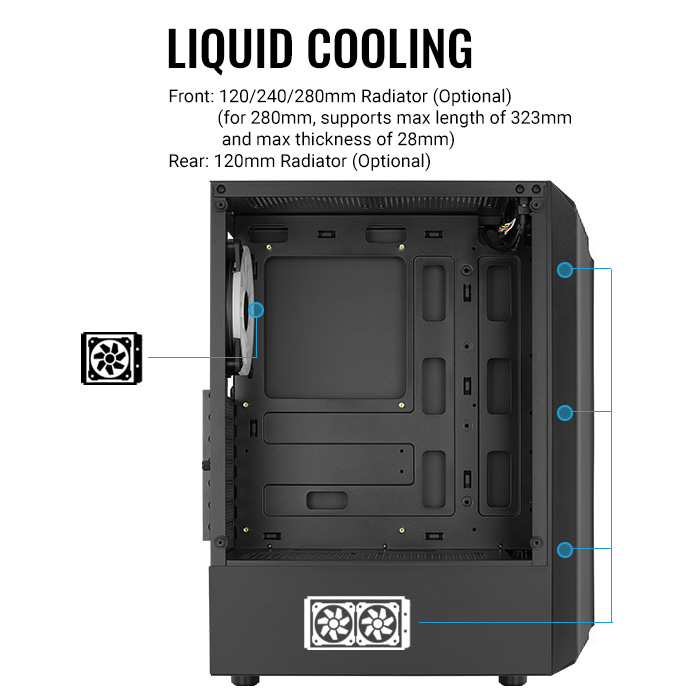 LIQUID COOLING
Front: 120/240/280mm Radiator (Optional)
(for 280mm, supports max length of 323mm
and max thickness of 28mm)
Rear: 120mm Radiator (Optional)